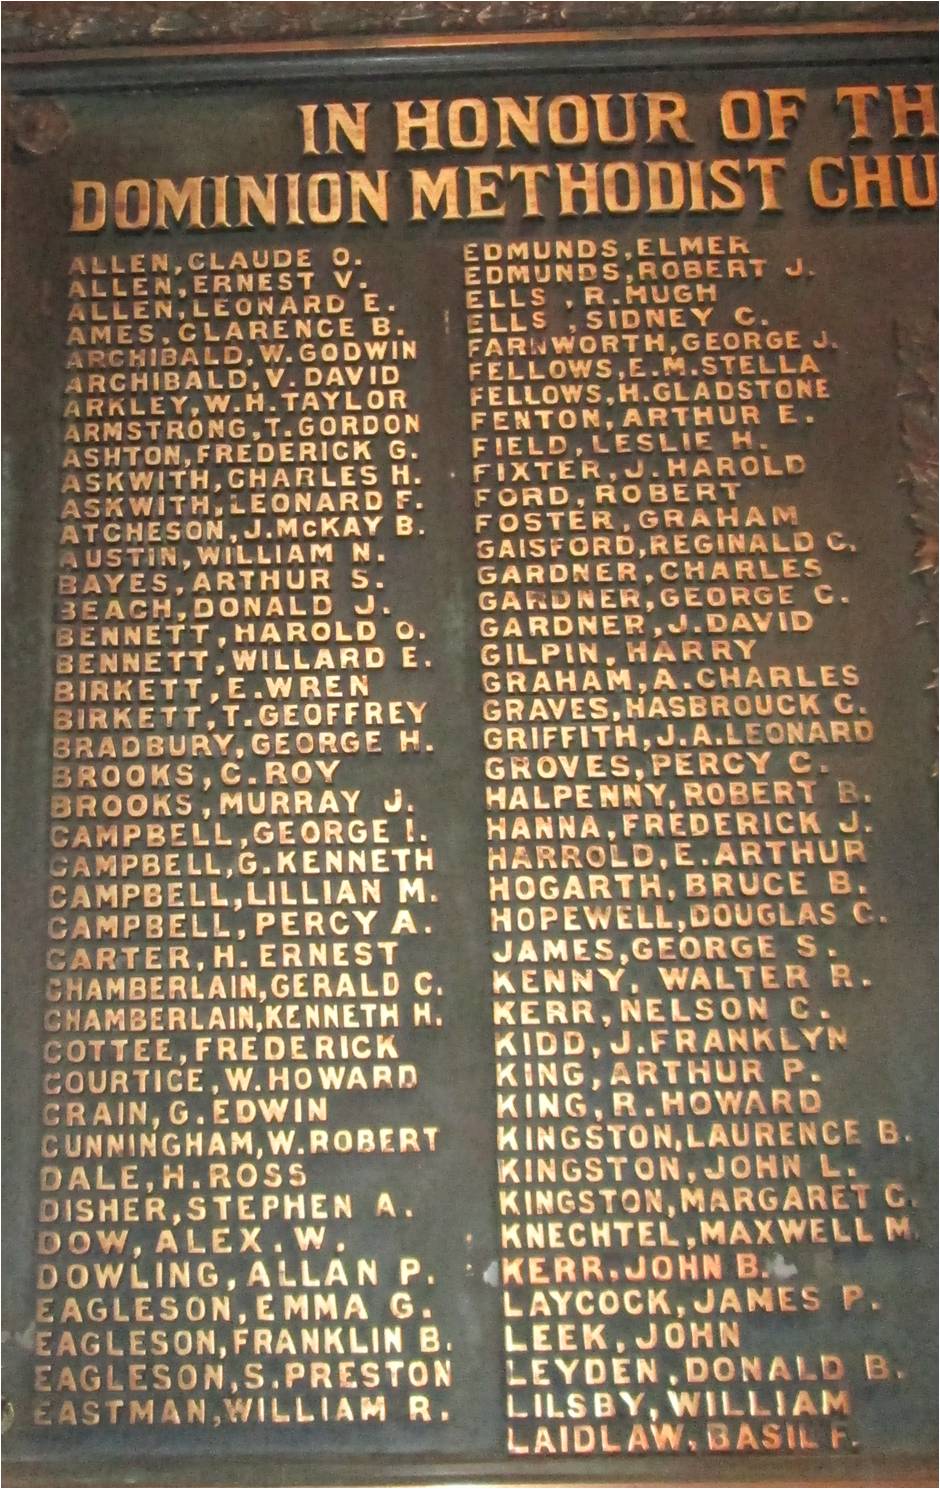 IN HONOUR OF TH
DOMINION METHODIST CHU
ALLEN, CLAUDE O.
ALLEN, ERNEST V.
ALLEN, LEONARD E.
AMES, CLARENCE B.
ARCHIBALD, W. GODWIN
ARCHIBALD, V. DAVID
ARKLEY, W.H. TAYLOR
ARMSTRONG, T. GORDON
ASHTON, FREDERICK G.
ASKWITH, CHARLES H.
ASKWITH, LEONARD F.
ATCHESON, J. McKAY B.
AUSTIN, WILLIAM N.
BAYES, ARTHUR S.
BEACH, DONALD J.
BENNETT, HAROLD O.
BENNETT, WILLARD E.
BIRKETT, E. WREN
BIRKETT, T. GEOFFREY
BRADBURY, GEORGE H.
BROOKS, C. ROY
BROOKS, MURRAY J.
CAMPBELL, GEORGE I.
CAMPBELL, G. KENNETH
CAMPBELL, LILLIAN M.
CAMPBELL, PERCY A.
CARTER, H. ERNEST
CHAMBERLAIN, GERALD C.
CHAMBERLAIN, KENNETH H.
COTTEE, FREDERICK
COURTICE, W. HOWARD
CRAIN, G. EDWIN
CUNNINGHAM, W. ROBERT
DALE, H. ROSS
DISHER, STEPHEN A.
DOW, ALEX. W.
DOWLING, ALLAN P.
EAGLESON, EMMA G.
EAGLESON, FRANKLIN B.
EAGLESON, S. PRESTON
EASTMAN, WILLIAM R.
EDMUNDS, ELMER
EDMUNDS, ROBERT J.
ELLS, R. HUGH
ELLS, SIDNEY C.
FARNWORTH, GEORGE J.
FELLOWS, E.M. STELLA
FELLOWS, H. GLADSTONE
FENTON, ARTHUR E.
FIELD, LESLIE H.
FIXTER, J. HAROLD
FORD, ROBERT
FOSTER, GRAHAM
GAISFORD, REGINALD C.
GARDNER, CHARLES
GARDNER, GEORGE C.
GARDNER, J. DAVID
GILPIN, HARRY
GRAHAM, A. CHARLES
GRAVES, HASBROUCK C.
GRIFFITH, J.A. LEONARD
GROVES, PERCY C.
HALPENNY, ROBERT B.
HANNA, FREDERICK J.
HARROLD, E. ARTHUR
HOGARTH, BRUCE B.
HOPEWELL, DOUGLAS C.
JAMES, GEORGE S.
KENNY, WALTER R.
KERR, NELSON C.
KIDD, J. FRANKLYN
KING, ARTHUR P.
KING, R. HOWARD
KINGSTON, LAURENCE B.
KINGSTON, JOHN L.
KINGSTON, MARGARET C.
KNECHTEL, MAXWELL M.
KERR, JOHN B.
LAYCOCK, JAMES P.
LEEK, JOHN
LEYDEN, DONALD B.
LILSBY, WILLIAM
LAIDLAW, BASIL F.